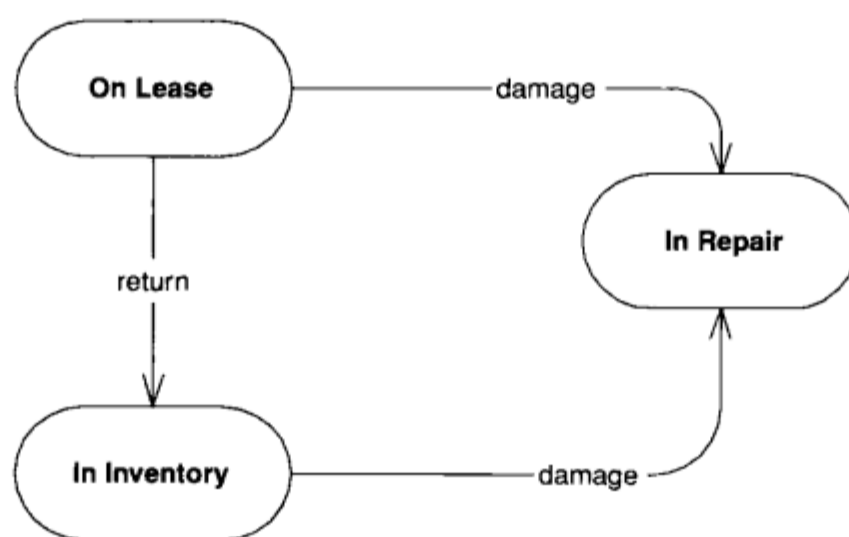 On Lease
damage
In Repair
return
In Inventory
damage